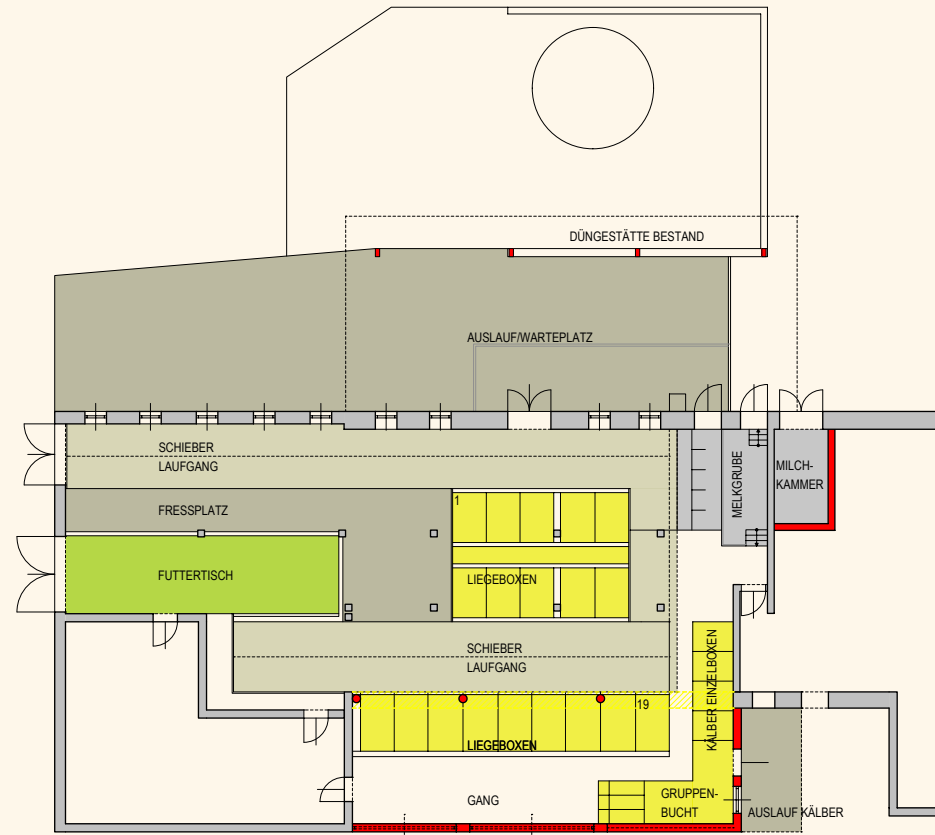 DÜNGESTÄTTE BESTAND
AUSLAUF/WARTEPLATZ
SCHIEBER
LAUFGANG
FRESSPLATZ
1
MELKGRUBE
MILCH-
KAMMER
FUTTERTISCH
LIEGEBOXEN
SCHIEBER
LAUFGANG
KÄLBER EINZELBOXEN
19
LIEGEBOXEN
GANG
GRUPPEN-
BUCHT
AUSLAUF KÄLBER